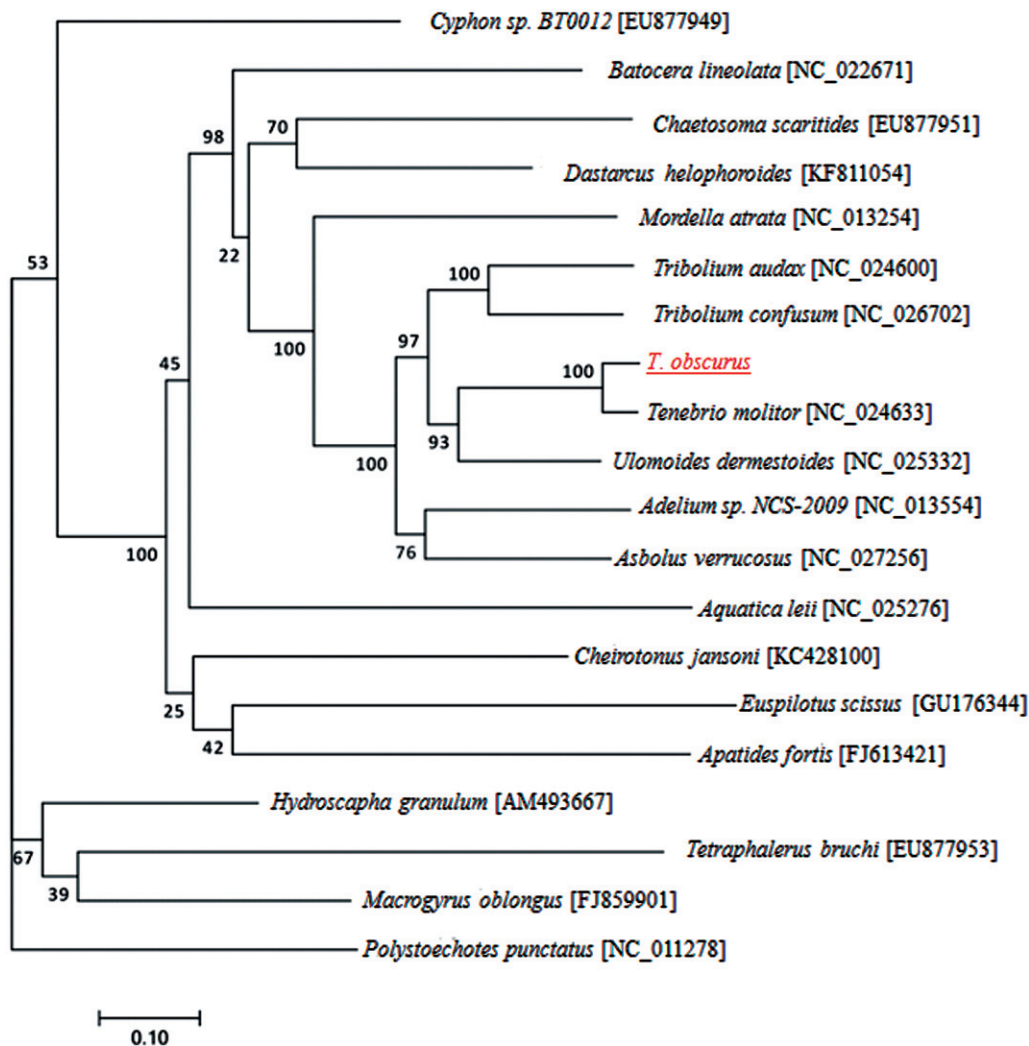 Cyphon sp. BT0012 [EU877949]
Batocera lineolata [NC_022671]
98
70
Chaetosoma scaritides [EU877951]
Dastarcus helophoroides [KF811054]
Mordella atrata [NC_013254]
22
53
Tribolium audax [NC_024600]
100
Tribolium confusum [NC_026702]
97
100
45
T. obscurus
100
Tenebrio molitor [NC_024633]
93
Ulomoides dermestoides [NC_025332]
100
Adelium sp. NCS-2009 [NC_013554]
76
Asbolus verrucosus [NC_027256]
100
Aquatica leii [NC_025276]
Cheirotonus jansoni [KC428100]
25
Euspilotus scissus [GU176344]
42
Apatides fortis [FJ613421]
Hydroscapha granulum [AM493667]
67
Tetraphalerus bruchi [EU877953]
39
Macrogyrus oblongus [FJ859901]
Polystoechotes punctatus [NC_011278]
0.10